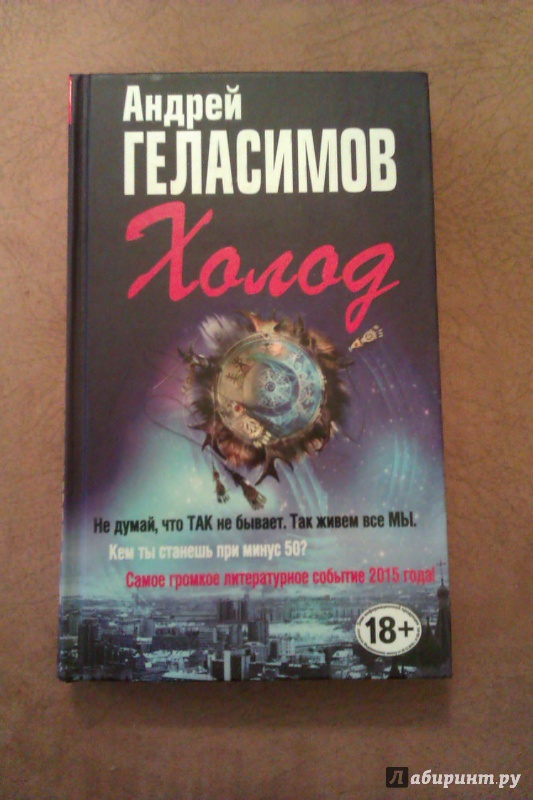 Андрей
ГЕЛАСИМОВ
Холод
Не думай, что ТАК не бывает. Так живем все МЫ.
Кем ты станешь при минус 50?
Самое громкое литературное событие 2015 года!
18+
Лабиринт.ру